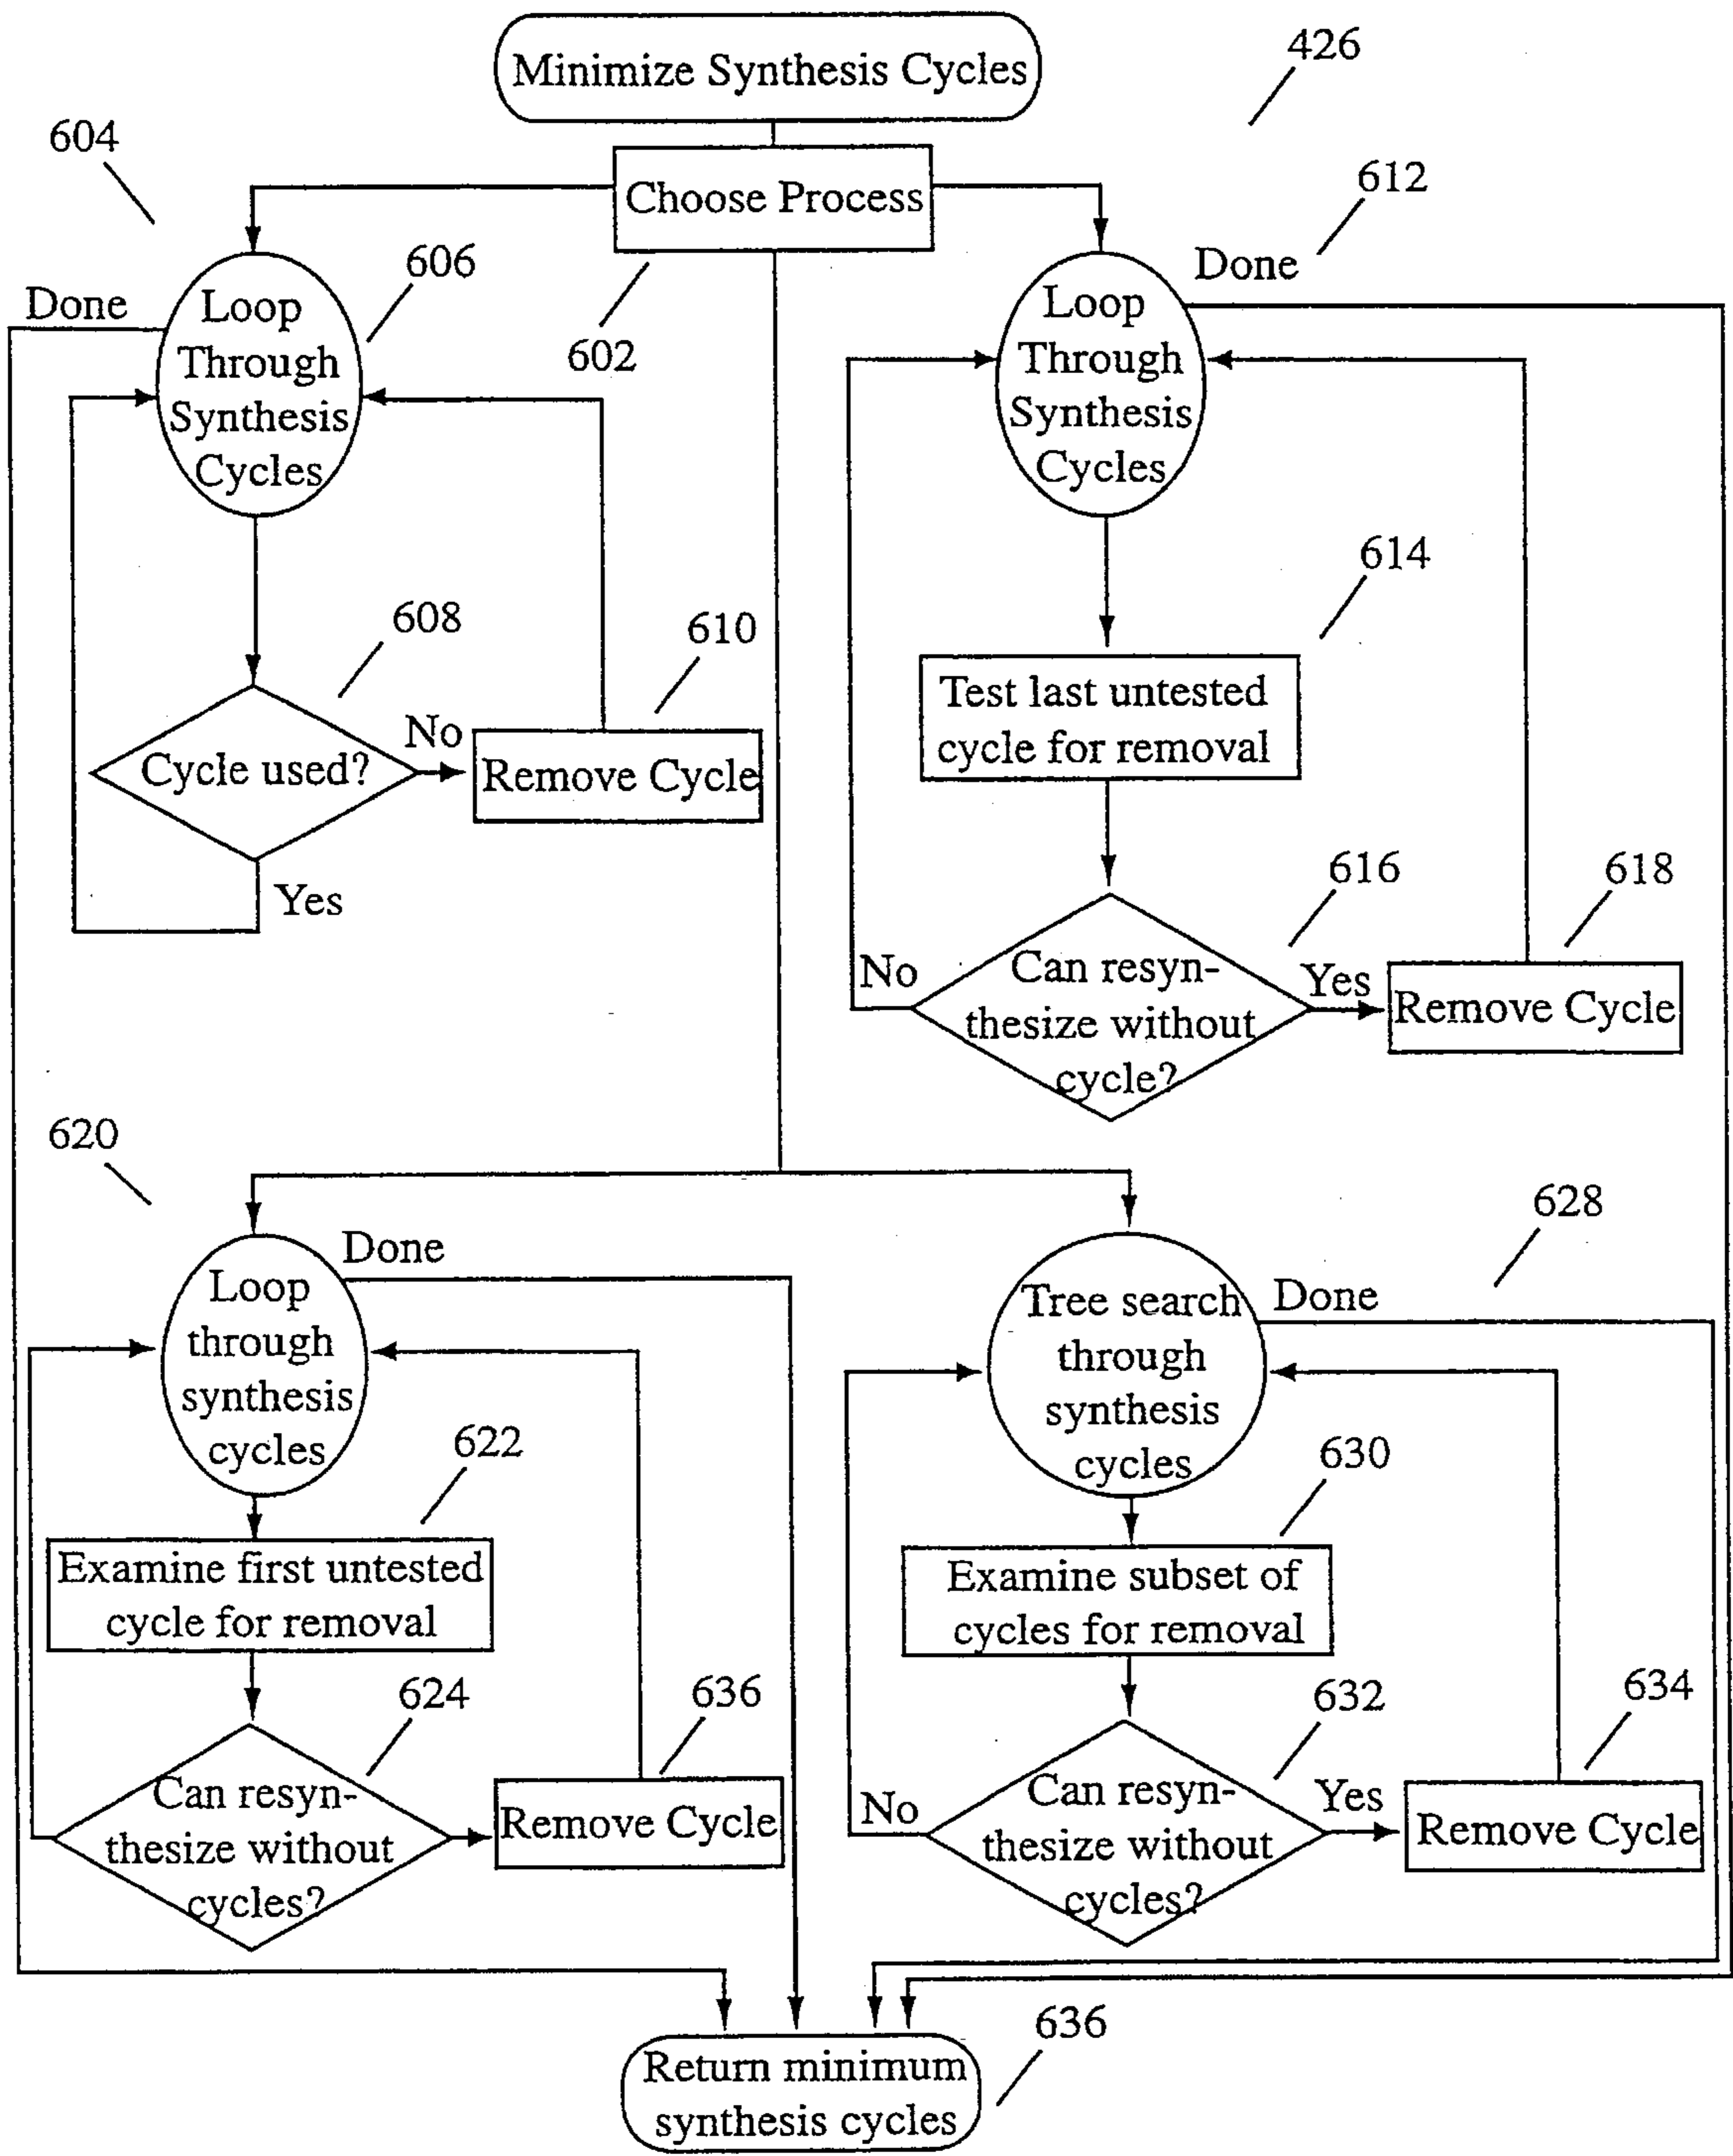 Minimize Synthesis Cycles
426
604
Choose Process
612
602
606
Done
Loop
Through
Synthesis
Cycles
Done
Loop
Through
Synthesis
Cycles
608
Cycle used?
No
610
Remove Cycle
Yes
614
Test last untested
cycle for removal
616
No
Can resyn-
thesize without
cycle?
Yes
618
Remove Cycle
620
Done
Loop
through
synthesis
cycles
622
Examine first untested
cycle for removal
624
Can resyn-
thesize without
cycles?
636
Remove Cycle
628
Done
Tree search
through
synthesis
cycles
630
Examine subset of
cycles for removal
632
No
Can resyn-
thesize without
cycles?
Yes
634
Remove Cycle
636
Return minimum
synthesis cycles